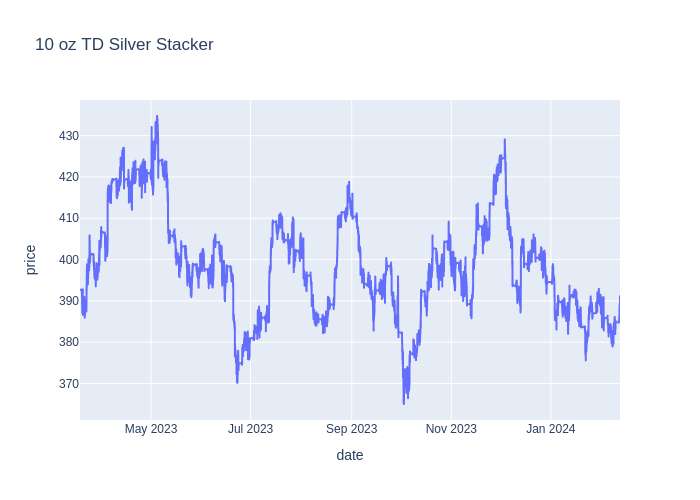 10 oz TD Silver Stacker
price
430
420
410
400
390
380
370
May 2023
Jul 2023
Sep 2023
Nov 2023
Jan 2024
date